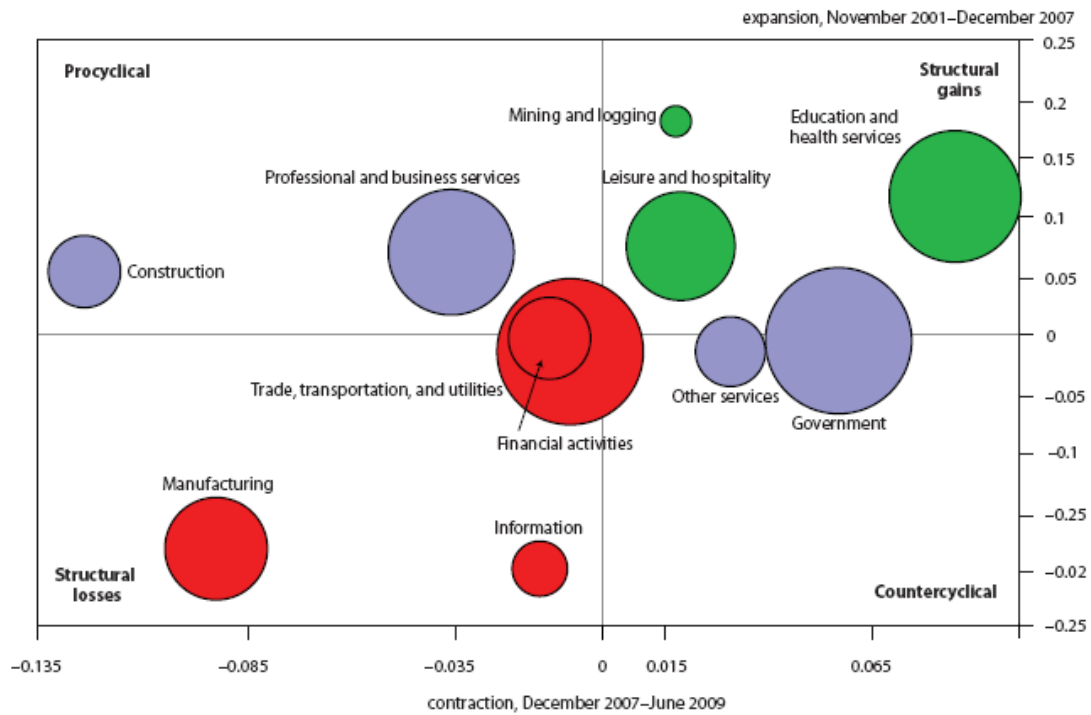 expansion, November 2001–December 2007
0.25
Procyclical
Structural
gains
0.2
Mining and logging
Education and
health services
0.15
Professional and business services
Leisure and hospitality
0.1
Construction
0.05
0
Trade, transportation, and utilities
Other services
−0.05
Government
Financial activities
−0.1
Manufacturing
−0.25
Information
−0.02
Structural
losses
Countercyclical
−0.25
−0.135
−0.085
−0.035
0
0.015
0.065
contraction, December 2007–June 2009